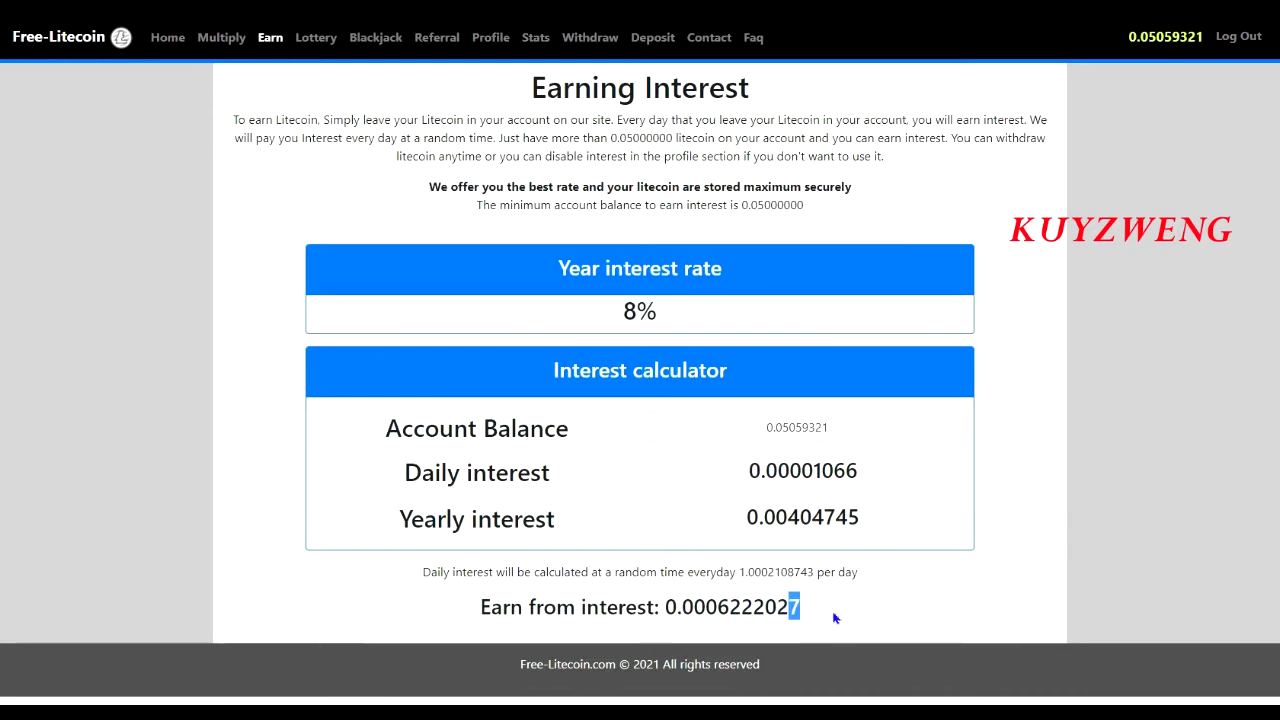 Free-Litecoin Home Multiply Earn Lottery Blackjack Referral Profile Stats Withdraw Deposit Contact Faq 0.05059321 Log Out
Earning Interest
To earn Litecoin, Simply leave your Litecoin in your account on our site. Every day that you leave your Litecoin in your account, you will earn interest. We
will pay you Interest every day at a random time. Just have more than 0.05000000 litecoin on your account and you can earn interest. You can withdraw
litecoin anytime or you can disable interest in the profile section if you don't want to use it.
We offer you the best rate and your litecoin are stored maximum securely
The minimum account balance to earn interest is 0.05000000
KUYZWENG
Year interest rate
8%
Interest calculator
Account Balance 0.05059321
Daily interest 0.00001066
Yearly interest 0.00404745
Daily interest will be calculated at a random time everyday 1.0002108743 per day
Earn from interest: 0.0006222027
Free-Litecoin.com © 2021 All rights reserved